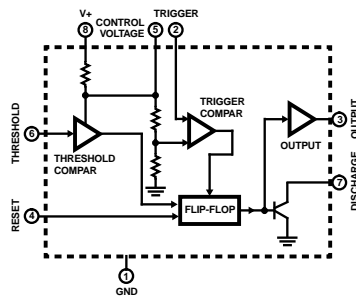 V+
CONTROL VOLTAGE
TRIGGER
8
5
2
THRESHOLD
6
THRESHOLD
COMPAR
TRIGGER
COMPAR
OUTPUT
3
OUTPUT
7
DISCHARGE
FLIP-FLOP
RESET
4
1
GND